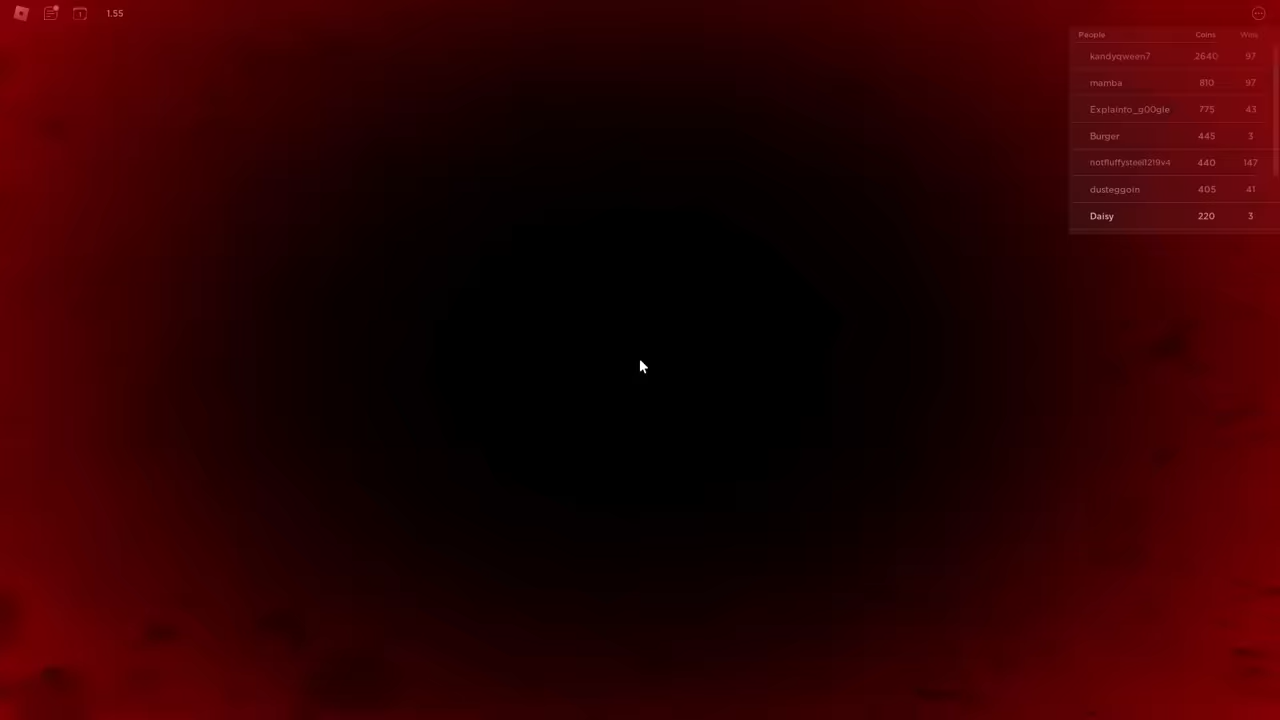 1 1.55
People Coins Wins
kandyqween7 2640 97
mamba 810 97
Explainto_g00gle 775 43
Burger 445 3
notfluffysteel1219v4 440 147
dusteggoin 405 41
Daisy 220 3